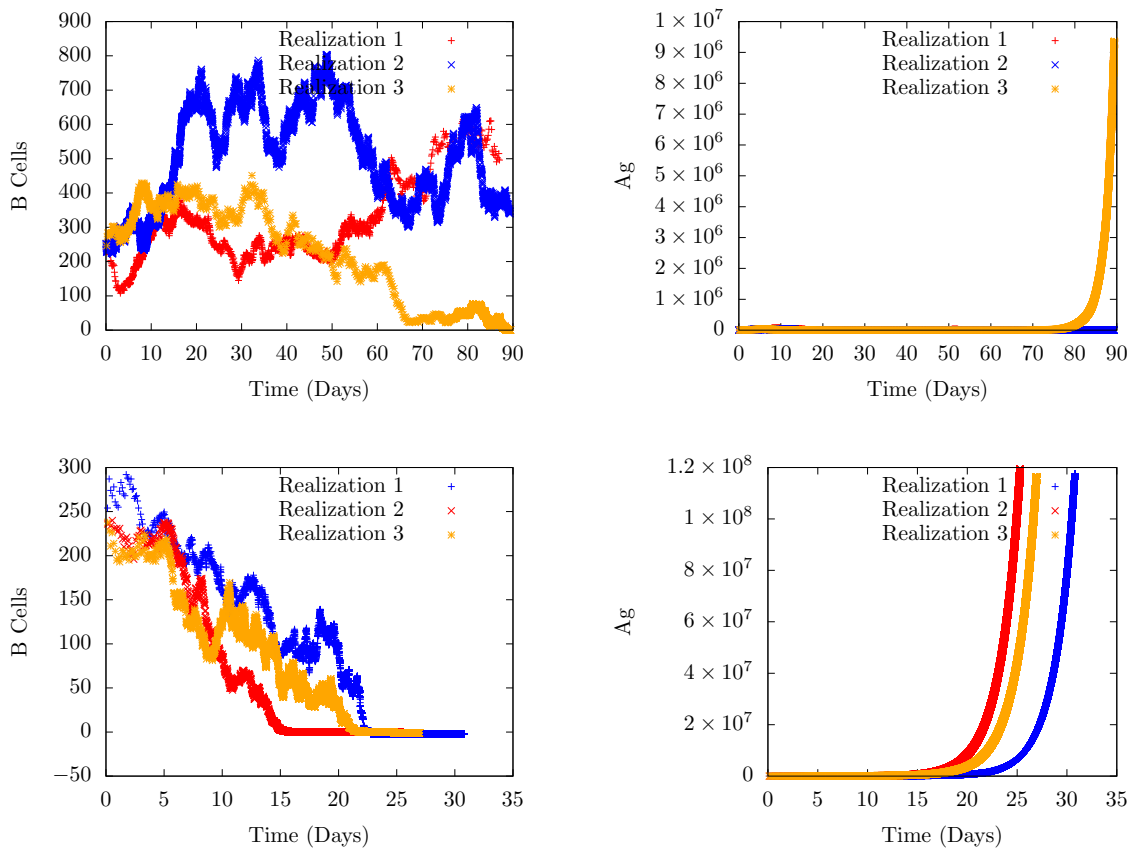 900
800
700
600
500
400
300
200
100
0
0 10 20 30 40 50 60 70 80 90
B Cells
Time (Days)
Realization 1
Realization 2
Realization 3
1 × 10^7
9 × 10^6
8 × 10^6
7 × 10^6
6 × 10^6
5 × 10^6
4 × 10^6
3 × 10^6
2 × 10^6
1 × 10^6
0
0 10 20 30 40 50 60 70 80 90
Ag
Time (Days)
Realization 1
Realization 2
Realization 3
300
250
200
150
100
50
0
−50
0 5 10 15 20 25 30 35
B Cells
Time (Days)
Realization 1
Realization 2
Realization 3
1.2 × 10^8
1 × 10^8
8 × 10^7
6 × 10^7
4 × 10^7
2 × 10^7
0
0 5 10 15 20 25 30 35
Ag
Time (Days)
Realization 1
Realization 2
Realization 3